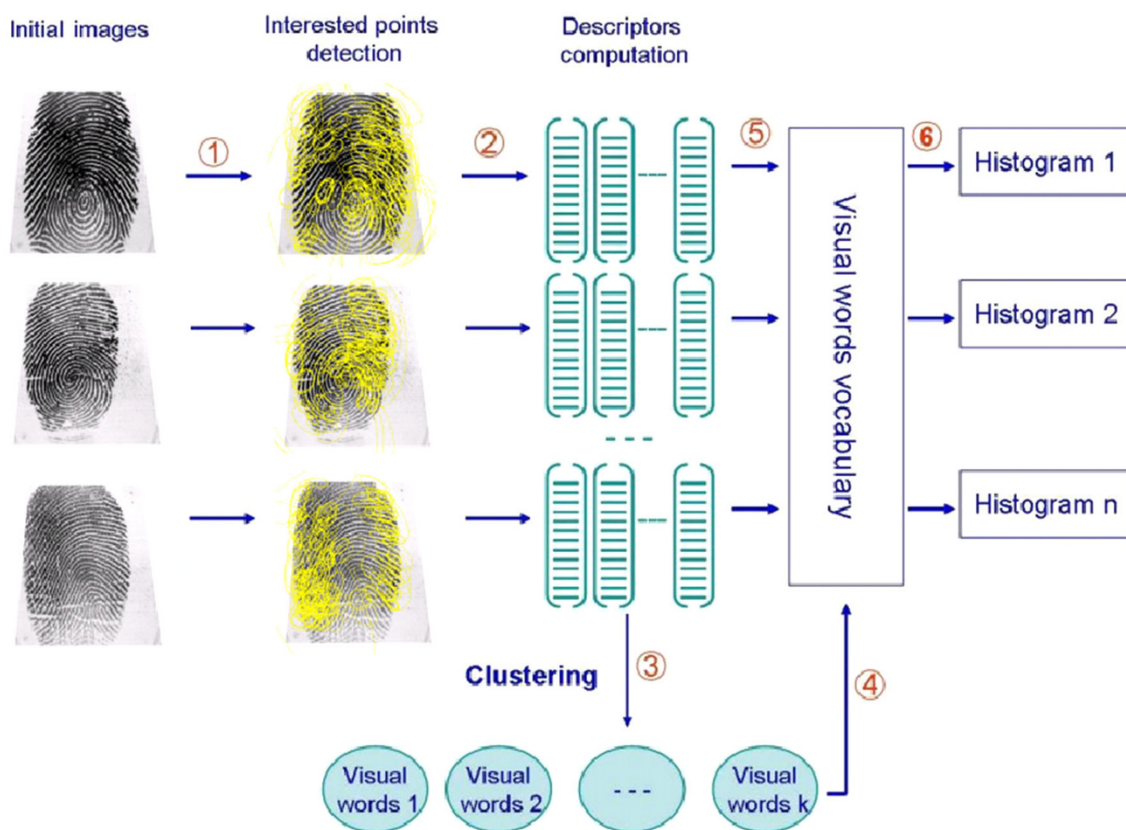 Initial images
Interested points
detection
Descriptors
computation
①
②
⑤
⑥
Histogram 1
Histogram 2
Visual words vocabulary
Histogram n
- - -
Clustering
③
④
Visual
words 1
Visual
words 2
- - -
Visual
words k